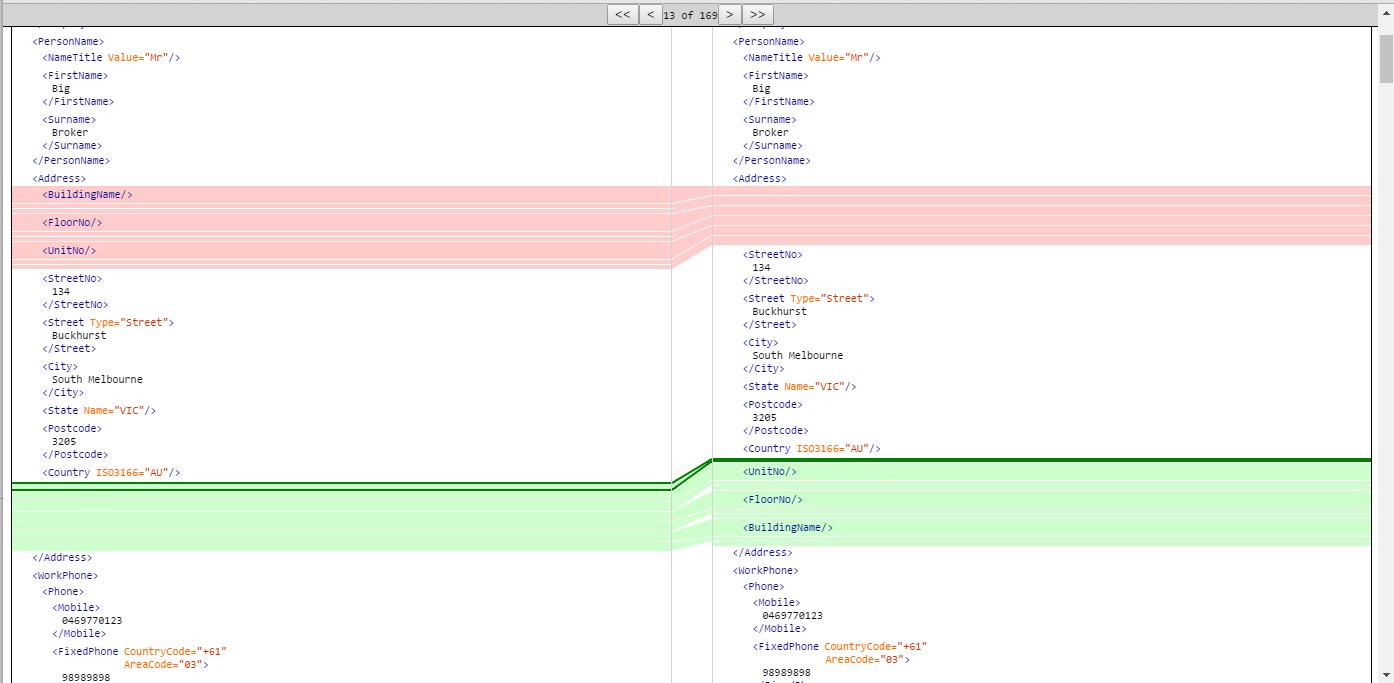 << < 13 of 169 > >>
<PersonName>
<NameTitle Value="Mr"/>
<FirstName>
Big
</FirstName>
<Surname>
Broker
</Surname>
</PersonName>
<Address>
<BuildingName/>
<FloorNo/>
<UnitNo/>
<StreetNo>
134
</StreetNo>
<Street Type="Street">
Buckhurst
</Street>
<City>
South Melbourne
</City>
<State Name="VIC"/>
<Postcode>
3205
</Postcode>
<Country ISO3166="AU"/>
</Address>
<WorkPhone>
<Phone>
<Mobile>
0469770123
</Mobile>
<FixedPhone CountryCode="+61"
AreaCode="03">
98989898
<PersonName>
<NameTitle Value="Mr"/>
<FirstName>
Big
</FirstName>
<Surname>
Broker
</Surname>
</PersonName>
<Address>
<StreetNo>
134
</StreetNo>
<Street Type="Street">
Buckhurst
</Street>
<City>
South Melbourne
</City>
<State Name="VIC"/>
<Postcode>
3205
</Postcode>
<Country ISO3166="AU"/>
<UnitNo/>
<FloorNo/>
<BuildingName/>
</Address>
<WorkPhone>
<Phone>
<Mobile>
0469770123
</Mobile>
<FixedPhone CountryCode="+61"
AreaCode="03">
98989898